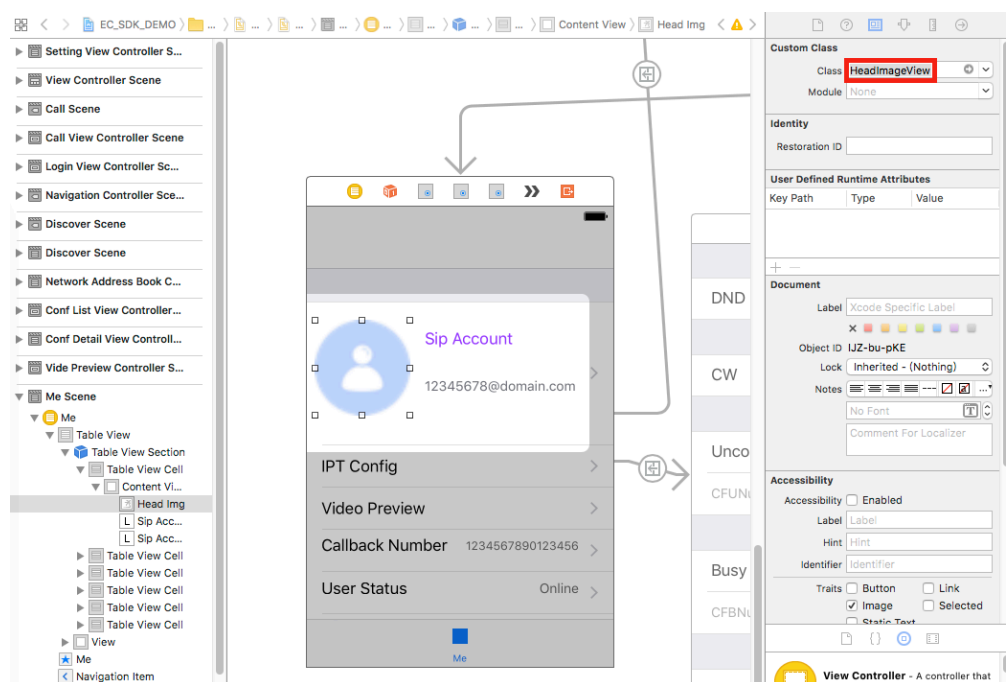 EC_SDK_DEMO ... ... ... ... ... ... ... ... Content View Head Img
Setting View Controller S...
View Controller Scene
Call Scene
Call View Controller Scene
Login View Controller Sc...
Navigation Controller Sce...
Discover Scene
Discover Scene
Network Address Book C...
Conf List View Controller...
Conf Detail View Controll...
Vide Preview Controller S...
Me Scene
Me
Table View
Table View Section
Table View Cell
Content Vi...
Head Img
L Sip Acc...
L Sip Acc...
Table View Cell
Table View Cell
Table View Cell
Table View Cell
Table View Cell
View
Me
Navigation Item
Sip Account
12345678@domain.com
IPT Config
Video Preview
Callback Number 1234567890123456
User Status Online
Me
DND
CW
Unco
CFUNu
Busy
CFBNu
Custom Class
Class HeadImageView
Module None
Identity
Restoration ID
User Defined Runtime Attributes
Key Path Type Value
Document
Label Xcode Specific Label
Object ID IJZ-bu-pKE
Lock Inherited - (Nothing)
Notes ...
No Font T
Comment For Localizer
Accessibility
Accessibility Enabled
Label Label
Hint Hint
Identifier Identifier
Traits Button Link
Image Selected
Static Text
{ }
View Controller - A controller that